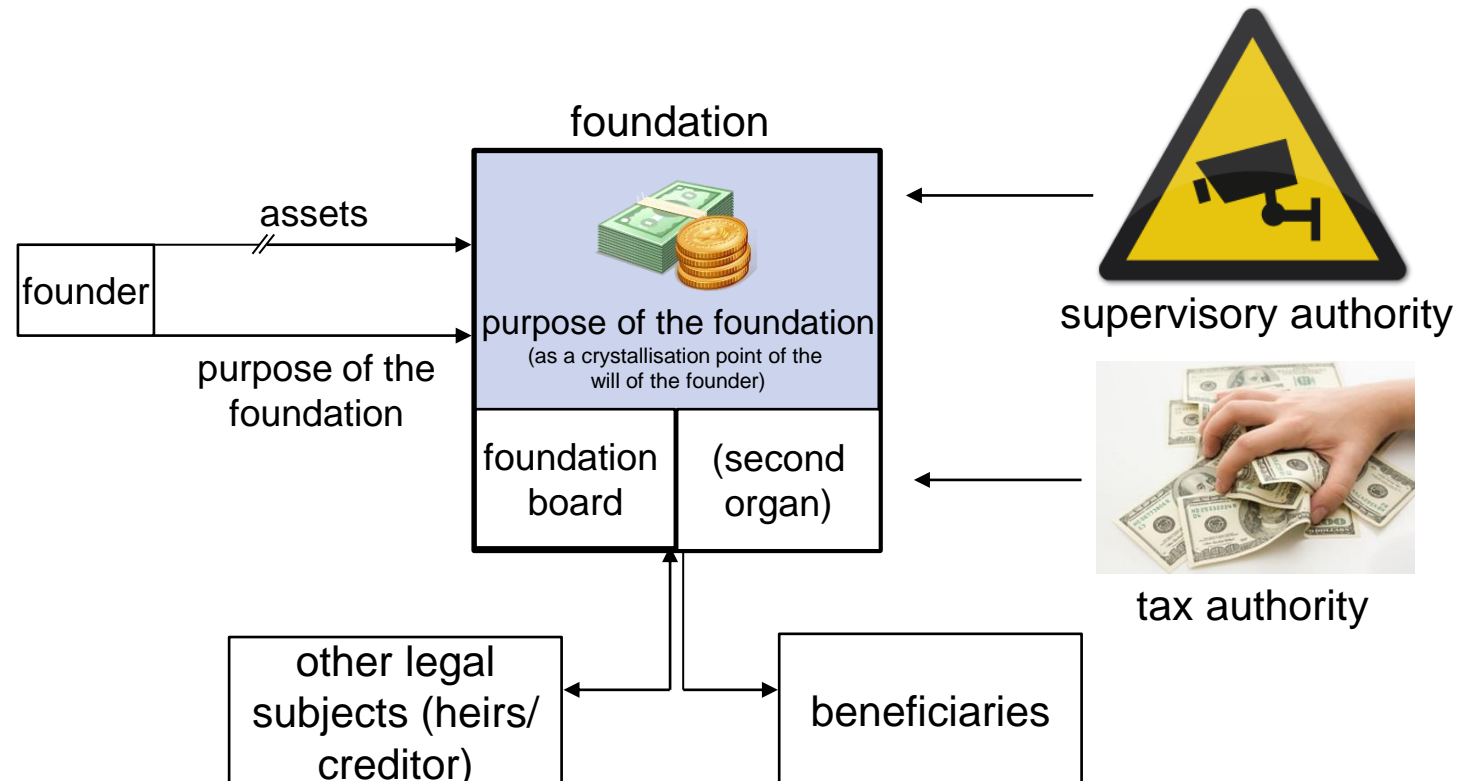 foundation
assets
founder
purpose of the
foundation
purpose of the foundation
(as a crystallisation point of the
will of the founder)
foundation
board
(second
organ)
supervisory authority
tax authority
other legal
subjects (heirs/
creditor)
beneficiaries